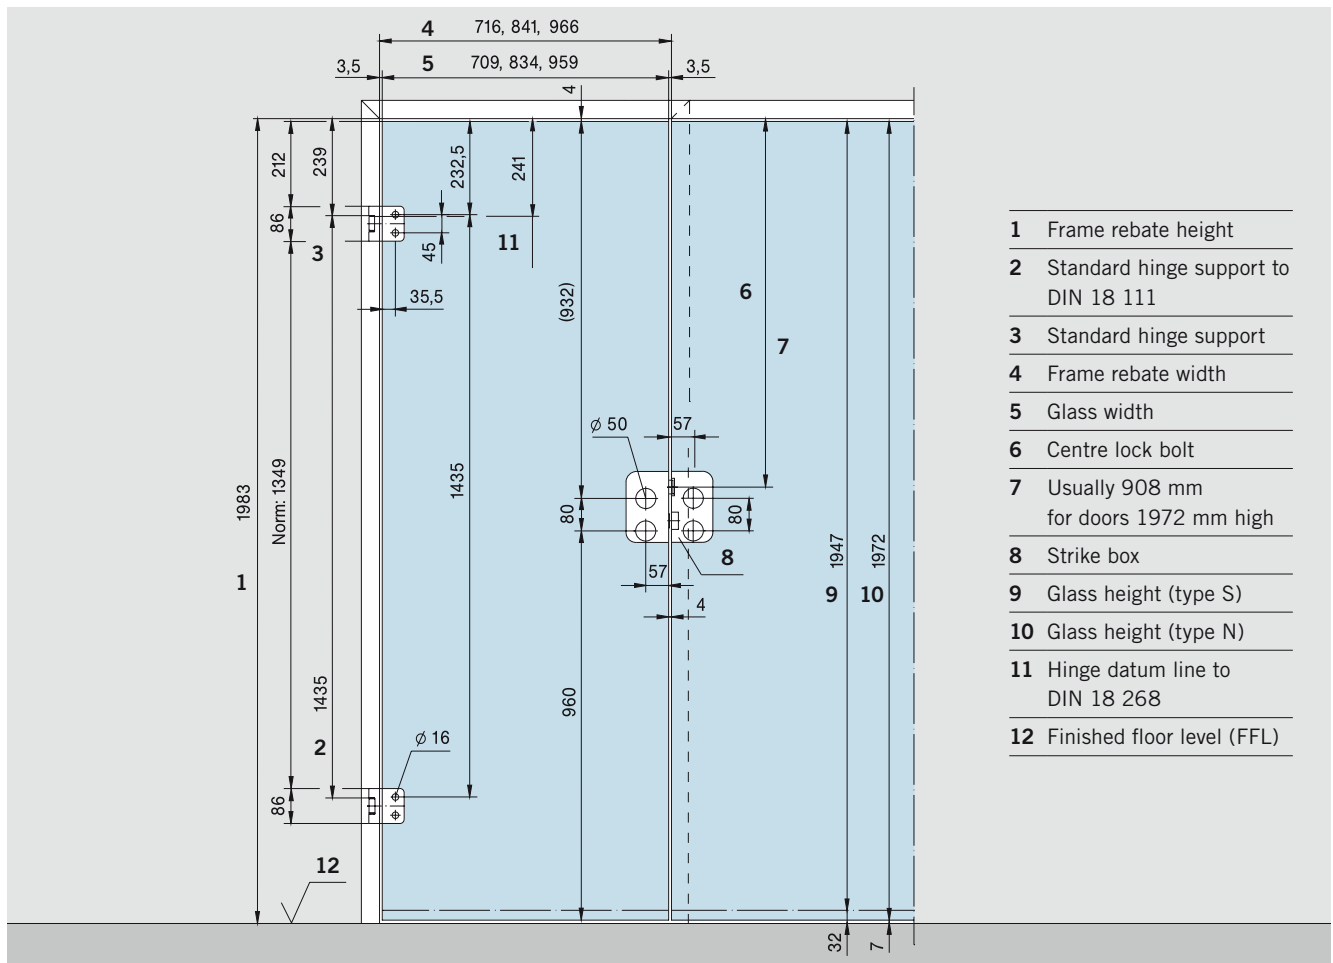 4 716, 841, 966
3,5 5 709, 834, 959 3,5
4
212
239
232,5
241
86
3
45
11
35,5
(932)
6
7
Ø 50
57
1983
Norm: 1349
1435
80
80
8
57
4
1
1947
1972
9
10
1435
960
2
Ø 16
86
12
32
7
1 Frame rebate height
2 Standard hinge support to
DIN 18 111
3 Standard hinge support
4 Frame rebate width
5 Glass width
6 Centre lock bolt
7 Usually 908 mm
for doors 1972 mm high
8 Strike box
9 Glass height (type S)
10 Glass height (type N)
11 Hinge datum line to
DIN 18 268
12 Finished floor level (FFL)